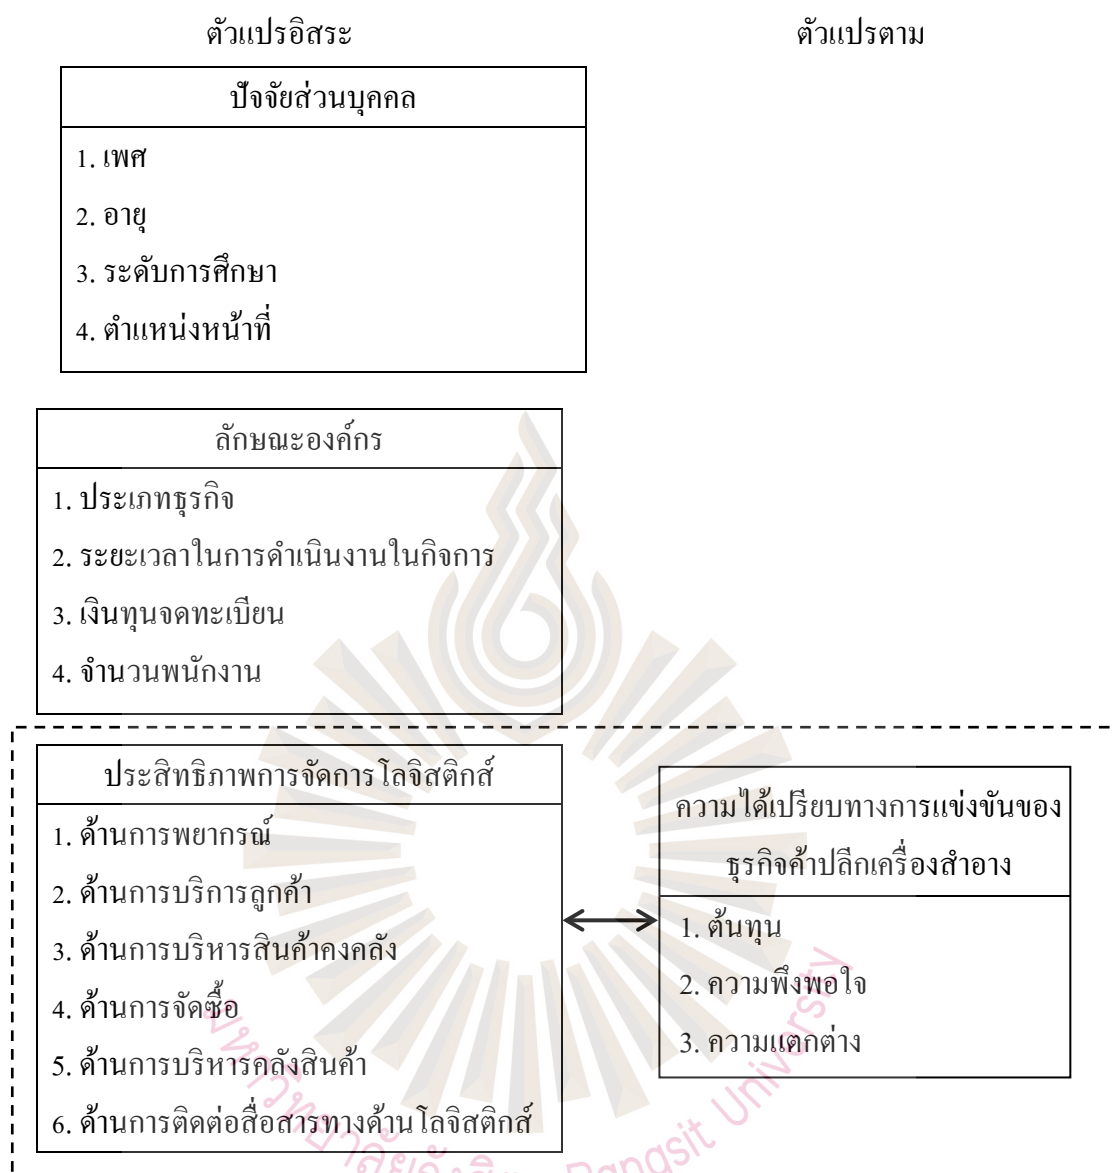 ตัวแปรอิสระ
ตัวแปรตาม
ปัจจัยส่วนบุคคล
1. เพศ
2. อายุ
3. ระดับการศึกษา
4. ตำแหน่งหน้าที่
ลักษณะองค์กร
1. ประเภทธุรกิจ
2. ระยะเวลาในการดำเนินงานในกิจการ
3. เงินทุนจดทะเบียน
4. จำนวนพนักงาน
ประสิทธิภาพการจัดการโลจิสติกส์
1. ด้านการพยากรณ์
2. ด้านการบริการลูกค้า
3. ด้านการบริหารสินค้าคงคลัง
4. ด้านการจัดซื้อ
5. ด้านการบริหารคลังสินค้า
6. ด้านการติดต่อสื่อสารทางด้านโลจิสติกส์
ความได้เปรียบทางการแข่งขันของ
ธุรกิจค้าปลีกเครื่องสำอาง
1. ต้นทุน
2. ความพึงพอใจ
3. ความแตกต่าง
มหาวิทยาลัยรังสิต Rangsit University